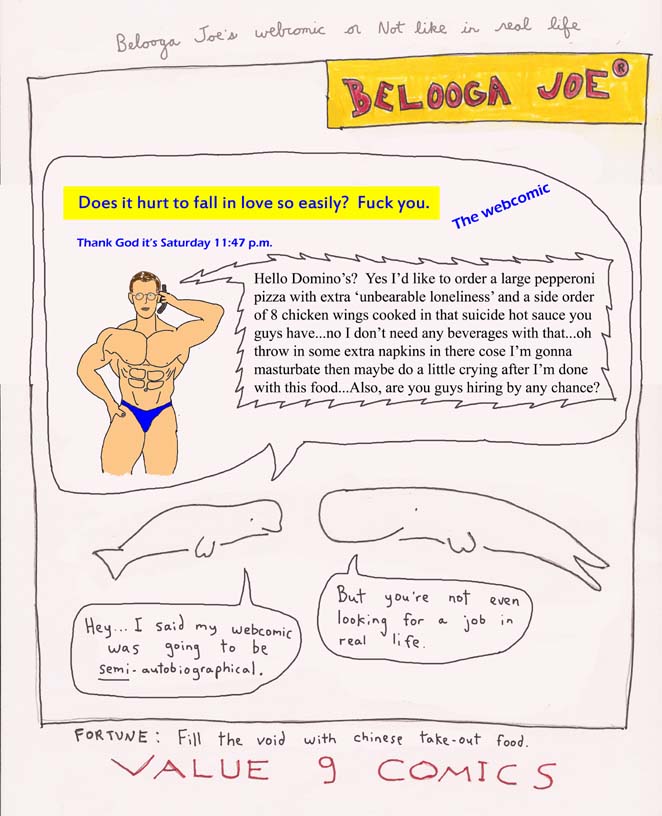 Belooga Joe's webcomic or Not like in real life
BELOOGA JOE®
Does it hurt to fall in love so easily?  Fuck you.
The webcomic
Thank God it's Saturday 11:47 p.m.
Hello Domino's?  Yes I'd like to order a large pepperoni
pizza with extra 'unbearable loneliness' and a side order
of 8 chicken wings cooked in that suicide hot sauce you
guys have...no I don't need any beverages with that...oh
throw in some extra napkins in there cose I'm gonna
masturbate then maybe do a little crying after I'm done
with this food...Also, are you guys hiring by any chance?
Hey... I said my webcomic
was going to be
semi-autobiographical.
But you're not even
looking for a job in
real life.
FORTUNE: Fill the void with chinese take-out food.
VALUE 9 COMICS